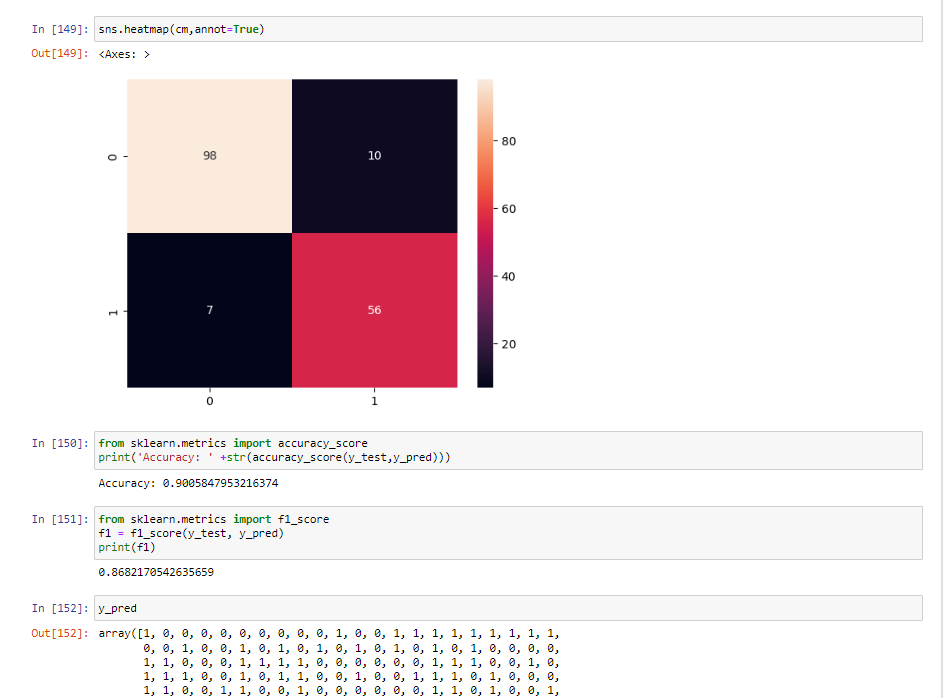 In [149]: sns.heatmap(cm,annot=True)
Out[149]: <Axes: >
98 10
7 56
0
1
0 1
80
60
40
20
In [150]: from sklearn.metrics import accuracy_score
print('Accuracy: ' +str(accuracy_score(y_test,y_pred)))
Accuracy: 0.9005847953216374
In [151]: from sklearn.metrics import f1_score
f1 = f1_score(y_test, y_pred)
print(f1)
0.8682170542635659
In [152]: y_pred
Out[152]: array([1, 0, 0, 0, 0, 0, 0, 0, 0, 0, 1, 0, 0, 1, 1, 1, 1, 1, 1, 1, 1, 1,
0, 0, 1, 0, 0, 1, 0, 1, 0, 1, 0, 1, 0, 1, 0, 1, 0, 0, 0, 0,
1, 1, 0, 0, 0, 1, 1, 1, 1, 0, 0, 0, 0, 0, 0, 1, 1, 1, 0, 0, 1, 0,
1, 1, 1, 0, 0, 1, 0, 1, 1, 0, 0, 1, 0, 0, 1, 1, 1, 0, 1, 0, 0, 0,
1, 1, 0, 0, 1, 1, 0, 0, 1, 0, 0, 0, 0, 0, 0, 1, 1, 0, 1, 0, 0, 1,